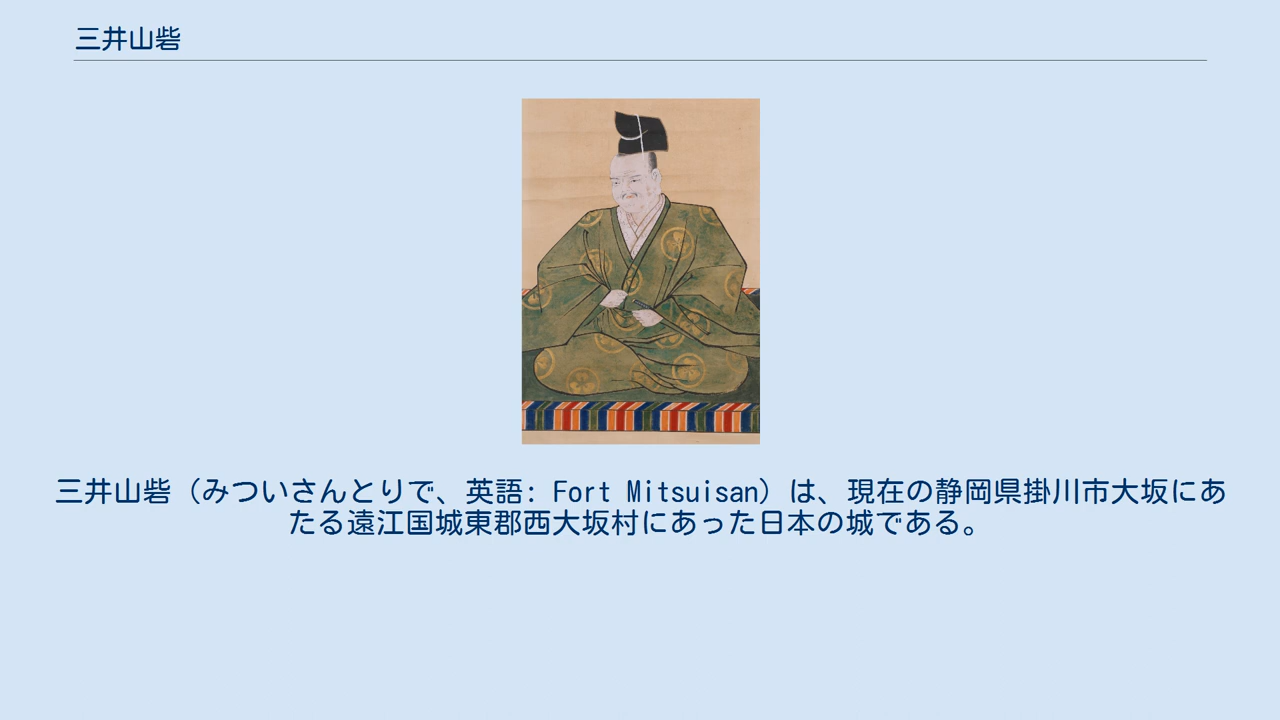 三井山砦
三井山砦（みついさんとりで、英語: Fort Mitsuisan）は、現在の静岡県掛川市大坂にあ
たる遠江国城東郡西大坂村にあった日本の城である。